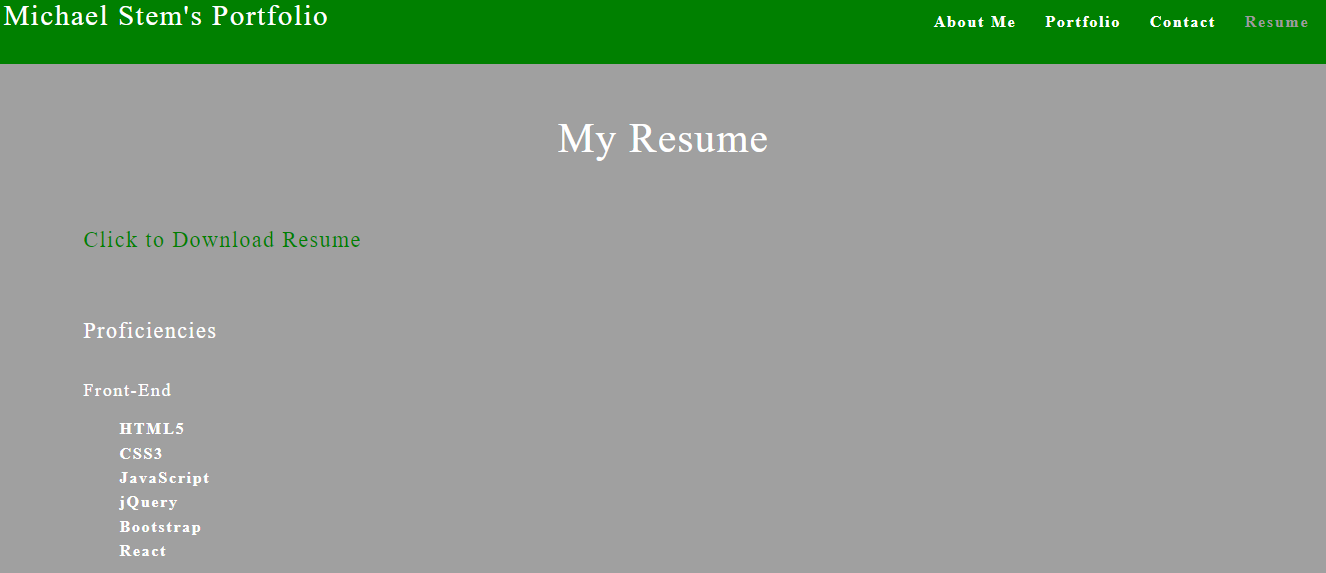 Michael Stem's Portfolio
About Me Portfolio Contact Resume
My Resume
Click to Download Resume
Proficiencies
Front-End
HTML5
CSS3
JavaScript
jQuery
Bootstrap
React